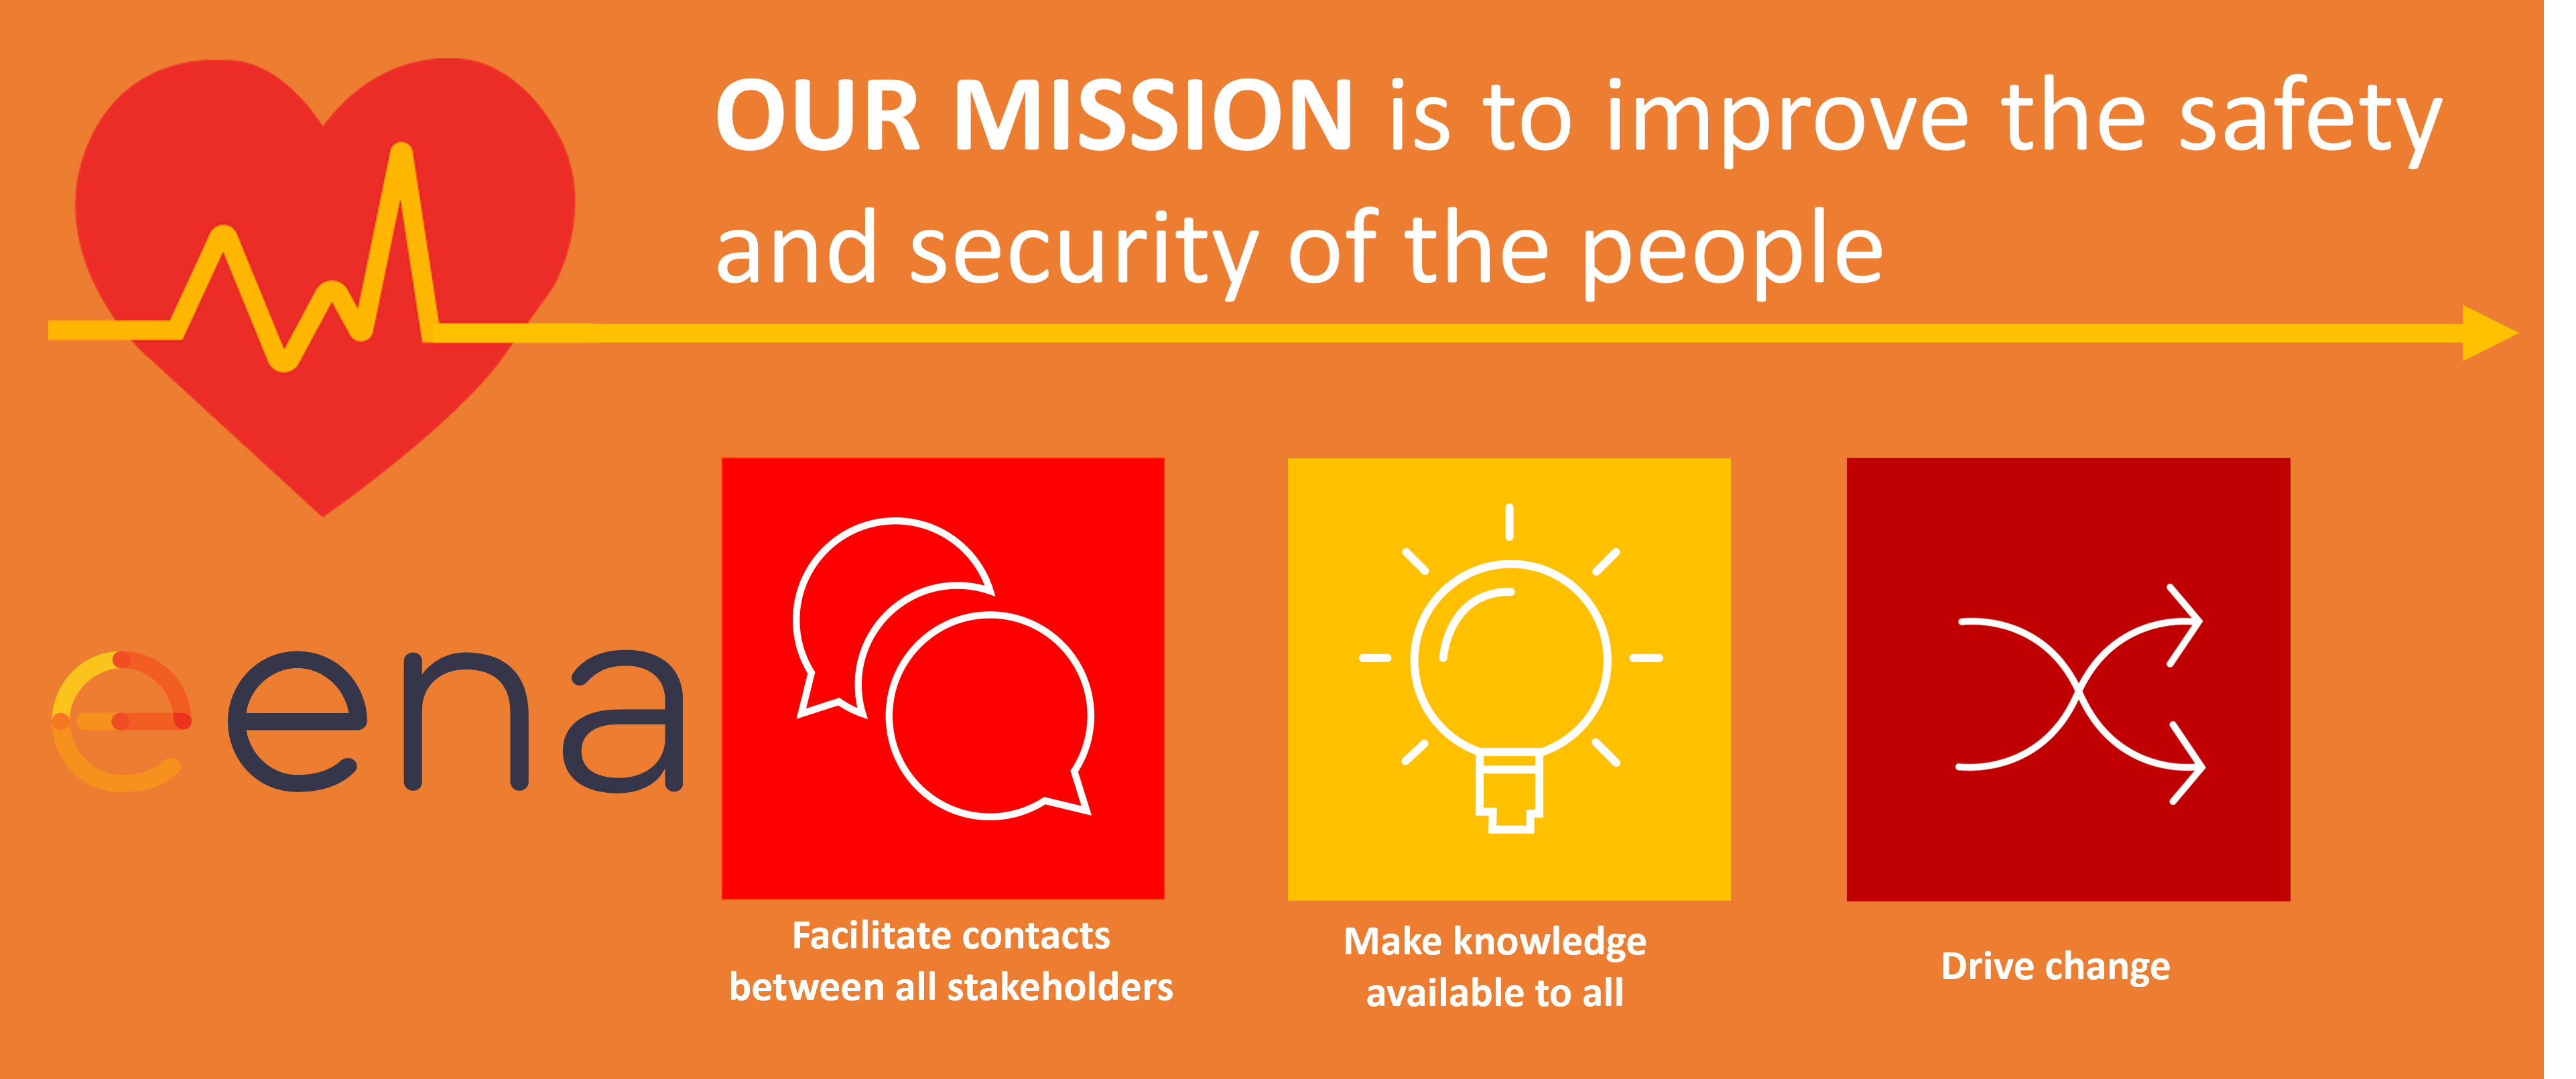 OUR MISSION is to improve the safety
and security of the people
eena
Facilitate contacts
between all stakeholders
Make knowledge
available to all
Drive change